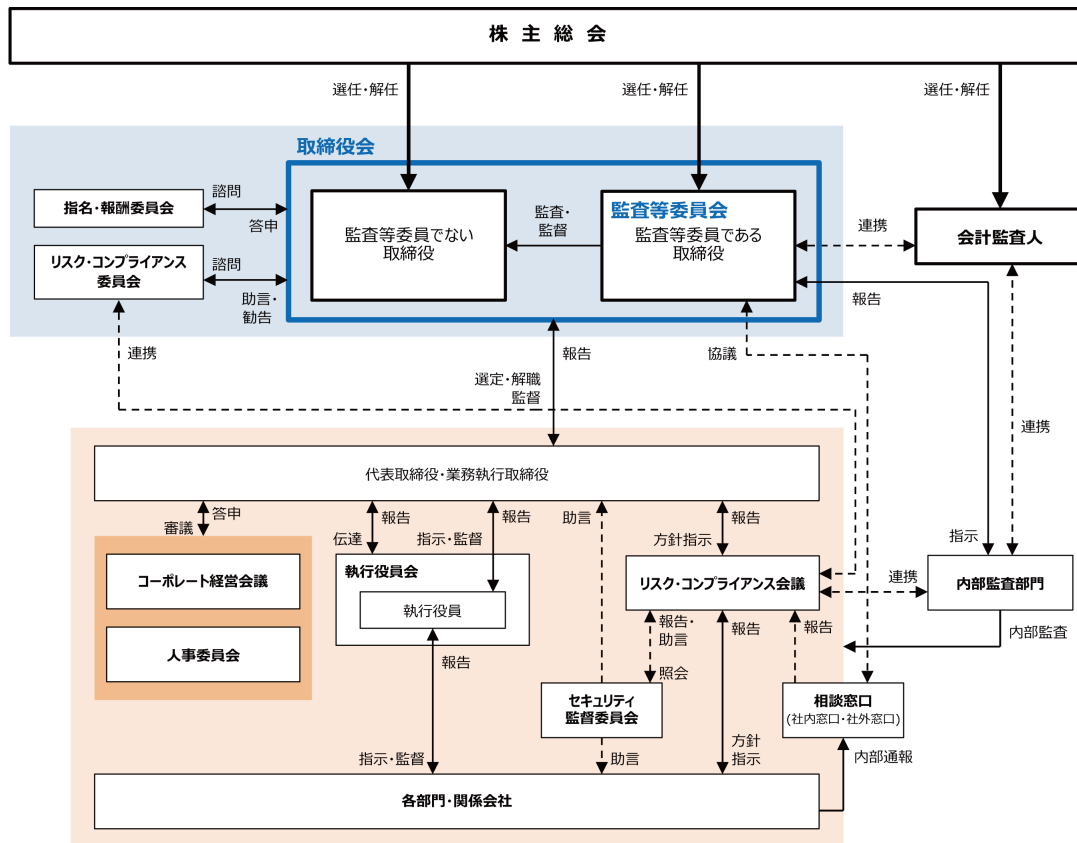 株主総会
選任・解任
選任・解任
選任・解任
取締役会
指名・報酬委員会
諮問
答申
リスク・コンプライアンス
委員会
諮問
助言・
勧告
監査等委員でない
取締役
監査・
監督
監査等委員会
監査等委員である
取締役
連携
会計監査人
報告
連携
報告
協議
選定・解職
監督
連携
代表取締役・業務執行取締役
答申
審議
報告
伝達
報告
指示・監督
助言
報告
方針指示
指示
コーポレート経営会議
人事委員会
執行役員会
執行役員
リスク・コンプライアンス会議
連携
内部監査部門
報告・
助言
照会
報告
報告
内部監査
報告
セキュリティ
監督委員会
相談窓口
(社内窓口・社外窓口)
指示・監督
助言
方針
指示
内部通報
各部門・関係会社